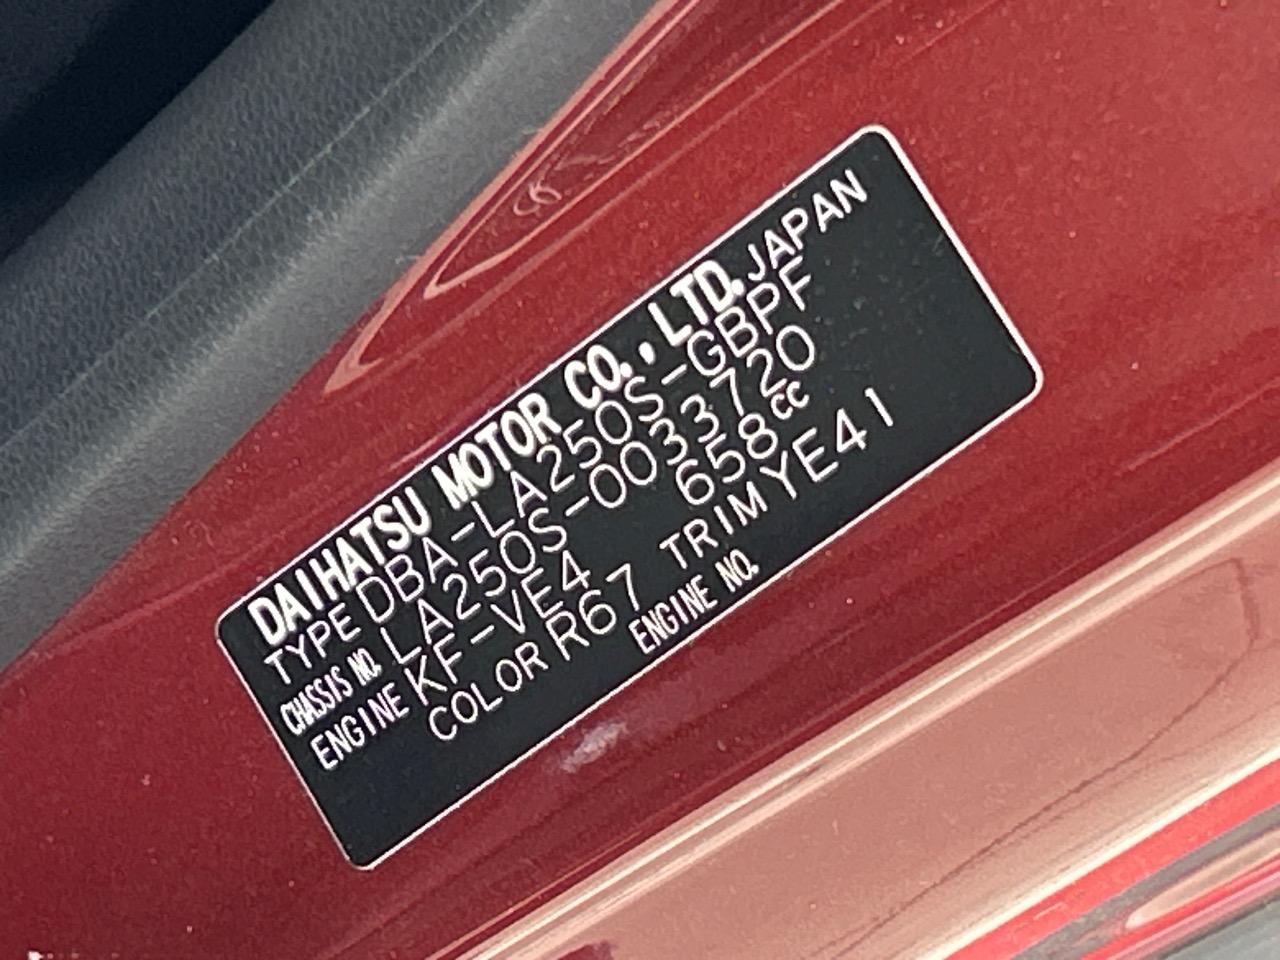 DAIHATSU MOTOR CO., LTD. JAPAN
TYPE DBA-LA250S-GBPF
CHASSIS NO. LA250S-0033720
ENGINE KF-VE4 658cc
COLOR R67 TRIM YE41
ENGINE NO.